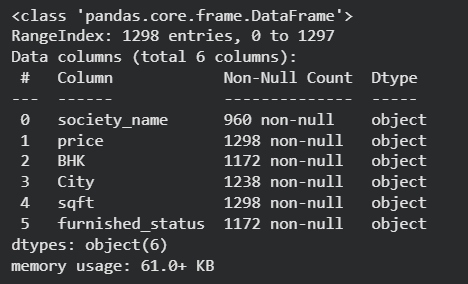 <class 'pandas.core.frame.DataFrame'>
RangeIndex: 1298 entries, 0 to 1297
Data columns (total 6 columns):
 #   Column            Non-Null Count  Dtype
---  ------            --------------  -----
 0   society_name      960 non-null    object
 1   price             1298 non-null   object
 2   BHK               1172 non-null   object
 3   City              1238 non-null   object
 4   sqft              1298 non-null   object
 5   furnished_status  1172 non-null   object
dtypes: object(6)
memory usage: 61.0+ KB